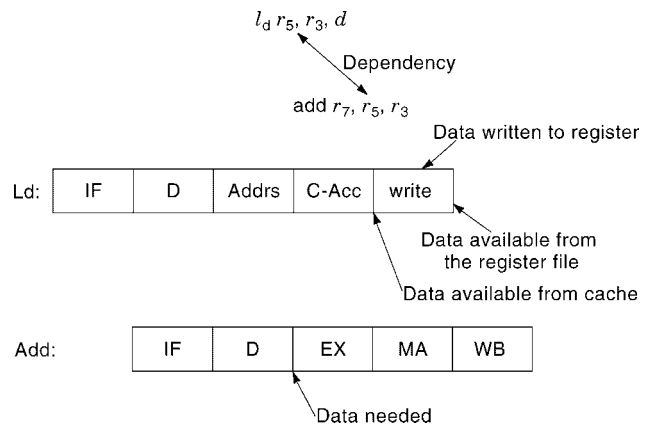 l_d r_5, r_3, d
Dependency
add r_7, r_5, r_3
Data written to register
Ld: IF D Addrs C-Acc write
Data available from
the register file
Data available from cache
Add: IF D EX MA WB
Data needed